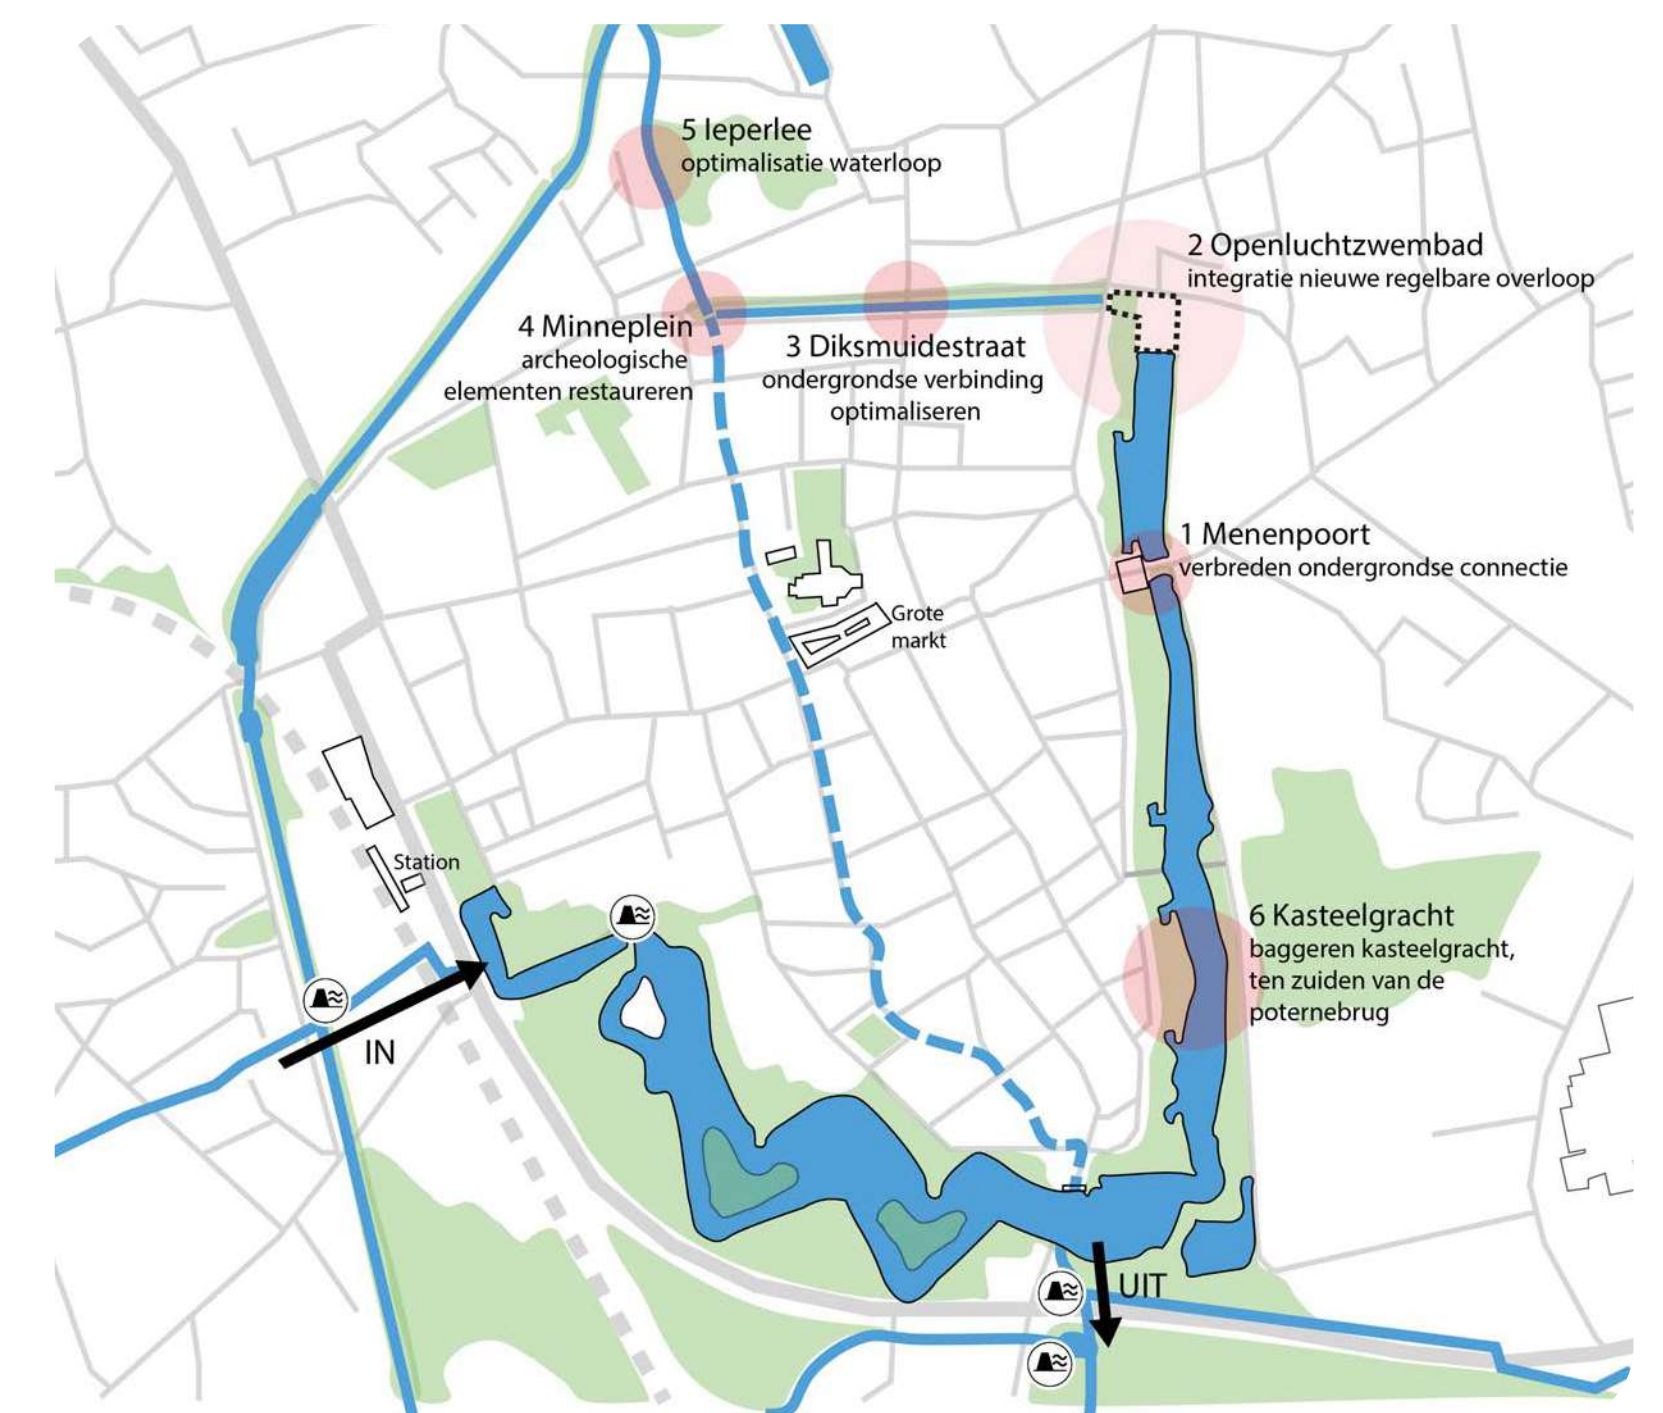 5 Ieperlee
optimalisatie waterloop
2 Openluchtzwembad
integratie nieuwe regelbare overloop
4 Minneplein
archeologische
elementen restaureren
3 Diksmuidestraat
ondergrondse verbinding
optimaliseren
1 Menenpoort
verbreden ondergrondse connectie
Grote
markt
Station
6 Kasteelgracht
baggeren kasteelgracht,
ten zuiden van de
poternebrug
IN
UIT